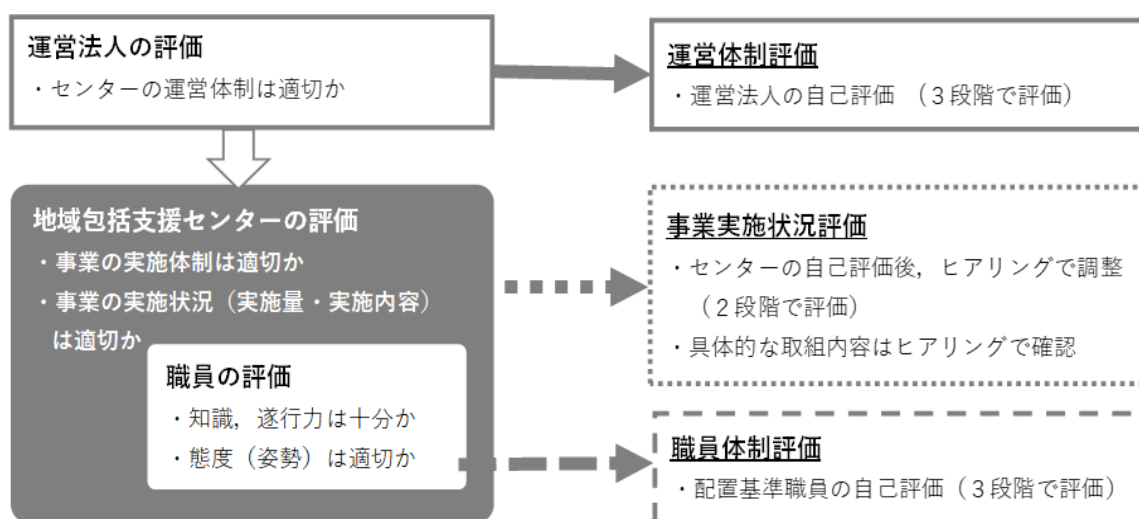 運営法人の評価
・センターの運営体制は適切か
運営体制評価
・運営法人の自己評価 (3段階で評価)
地域包括支援センターの評価
・事業の実施体制は適切か
・事業の実施状況(実施量・実施内容)
は適切か
職員の評価
・知識,遂行力は十分か
・態度(姿勢)は適切か
事業実施状況評価
・センターの自己評価後,ヒアリングで調整
(2段階で評価)
・具体的な取組内容はヒアリングで確認
職員体制評価
・配置基準職員の自己評価(3段階で評価)